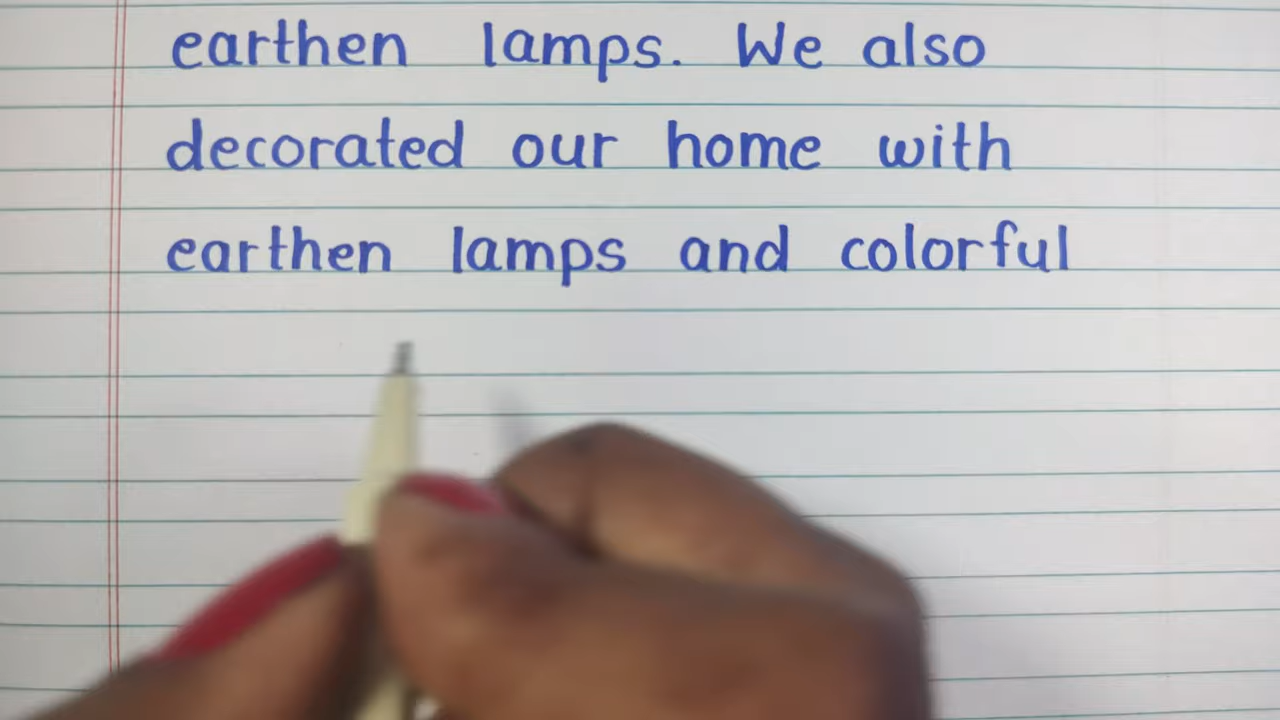 earthen lamps. We also
decorated our home with
earthen lamps and colorful